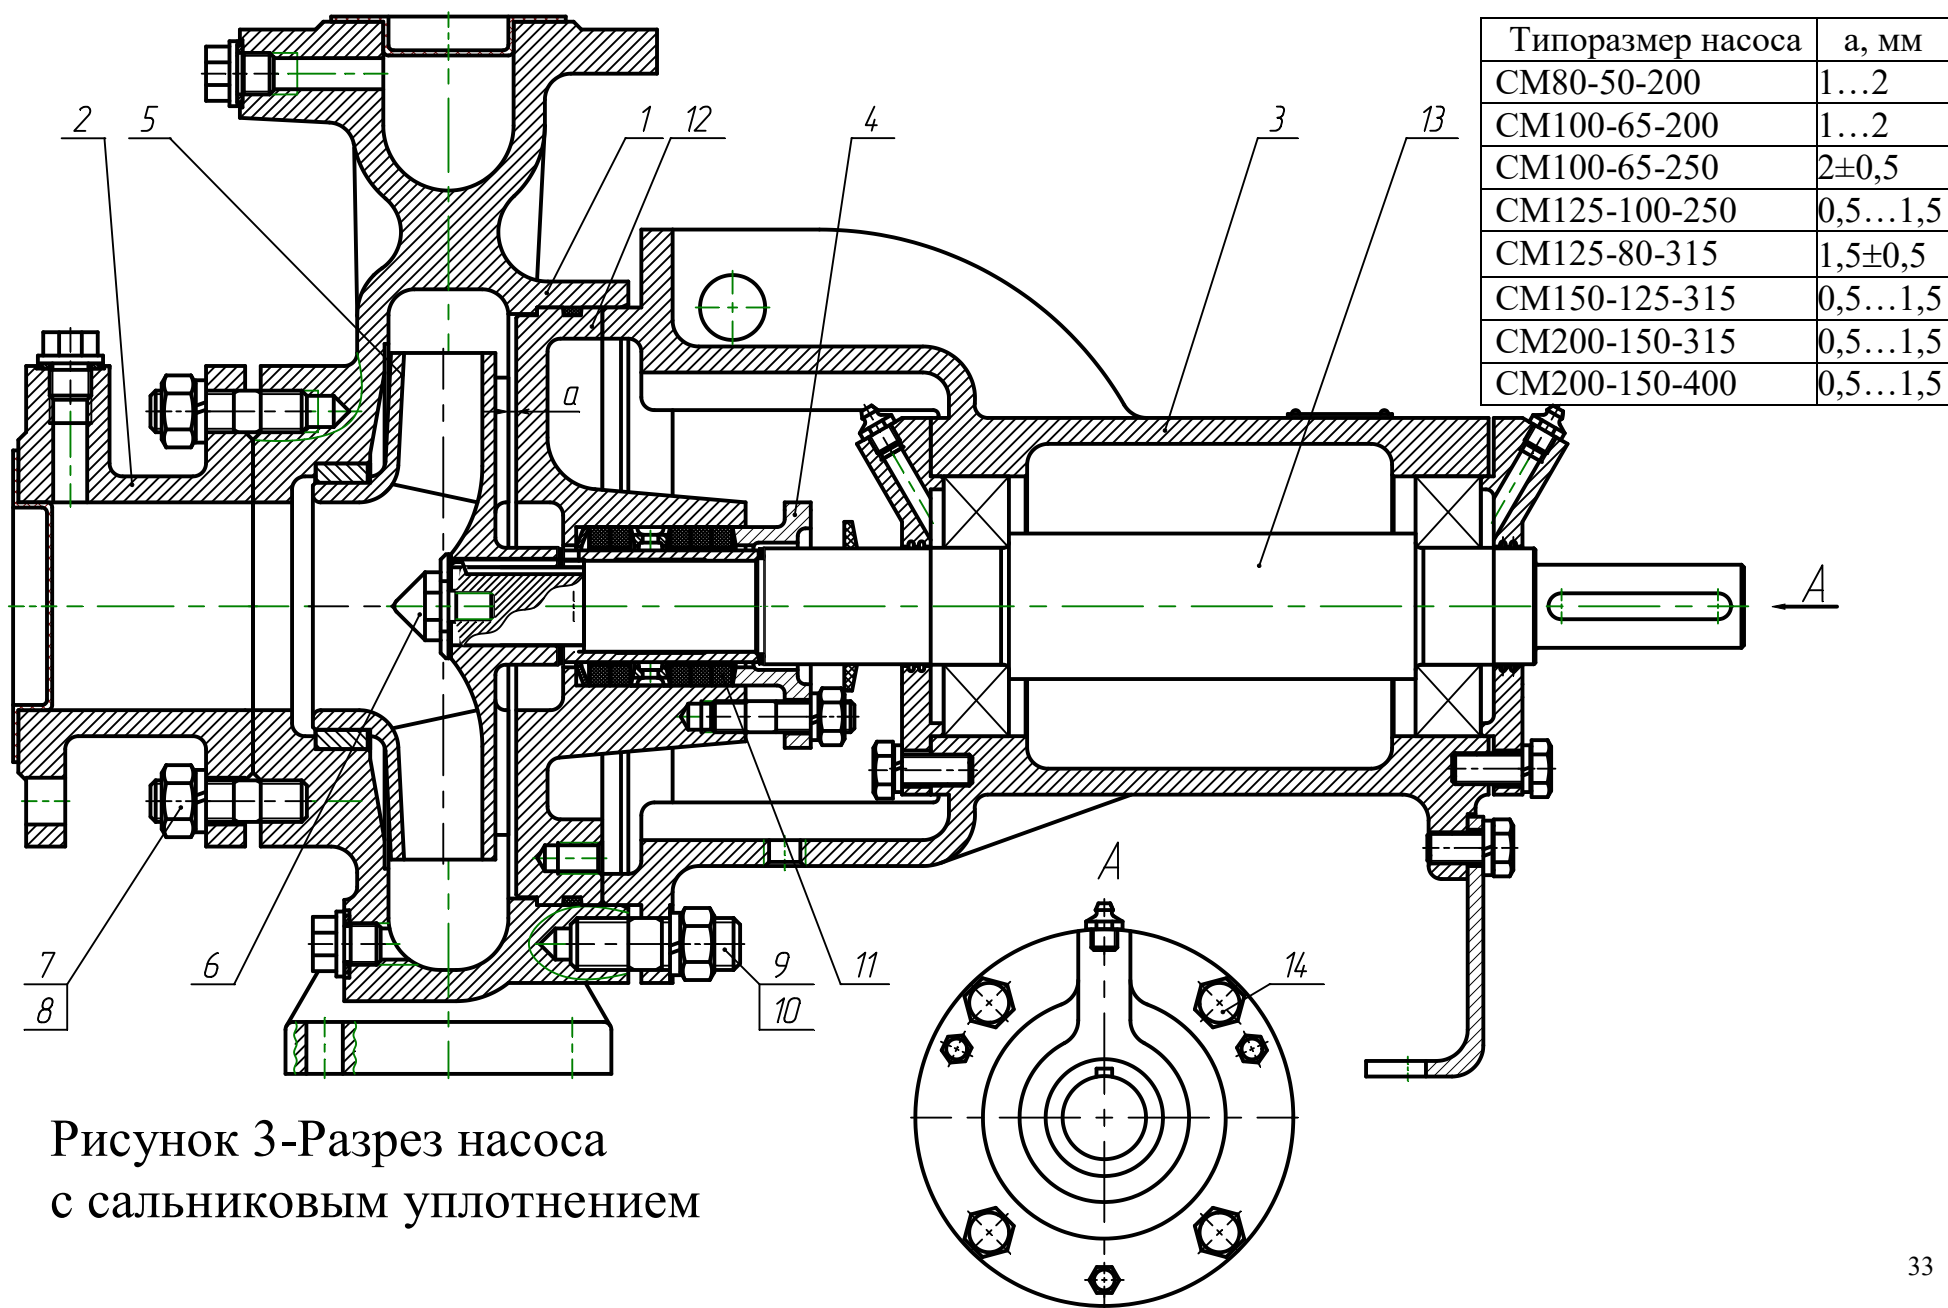 Типоразмер насоса а, мм
СМ80-50-200 1…2
СМ100-65-200 1…2
СМ100-65-250 2±0,5
СМ125-100-250 0,5…1,5
СМ125-80-315 1,5±0,5
СМ150-125-315 0,5…1,5
СМ200-150-315 0,5…1,5
СМ200-150-400 0,5…1,5
2 5 1 12 4 3 13
a
А
А
7 6 9 11 14
8 10
Рисунок 3-Разрез насоса
с сальниковым уплотнением
33